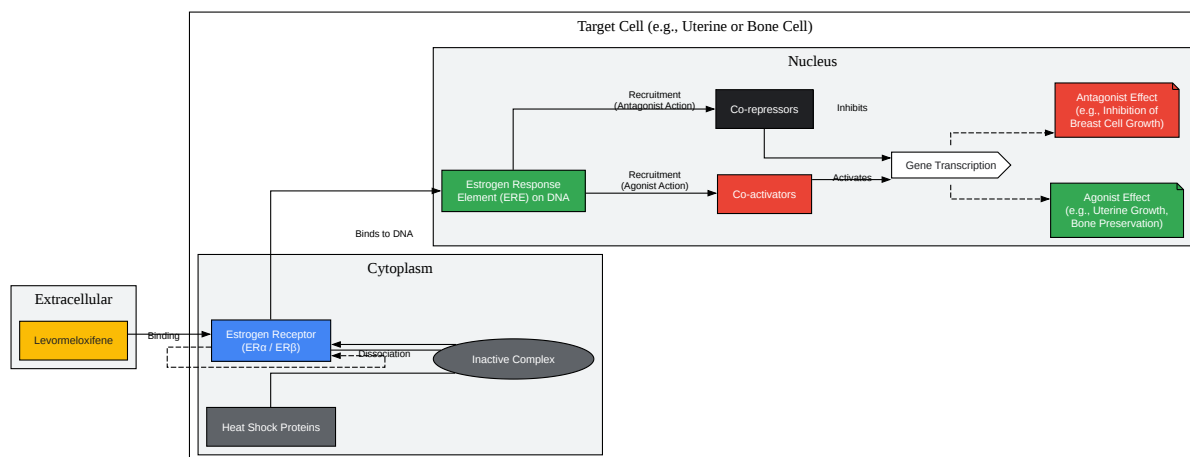 Target Cell (e.g., Uterine or Bone Cell)
Nucleus
Recruitment
(Antagonist Action)
Co-repressors
Inhibits
Antagonist Effect
(e.g., Inhibition of
Breast Cell Growth)
Gene Transcription
Estrogen Response
Element (ERE) on DNA
Recruitment
(Agonist Action)
Co-activators
Activates
Agonist Effect
(e.g., Uterine Growth,
Bone Preservation)
Binds to DNA
Cytoplasm
Extracellular
Levormeloxifene
Binding
Estrogen Receptor
(ERα / ERβ)
Dissociation
Inactive Complex
Heat Shock Proteins